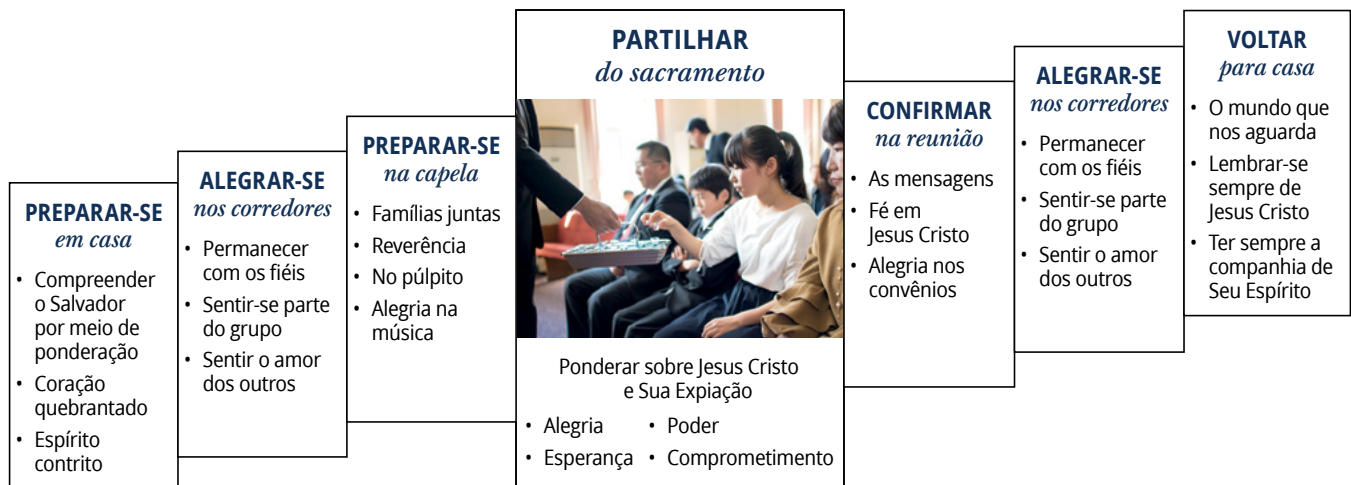 PREPARAR-SE
em casa
• Compreender
o Salvador
por meio de
ponderação
• Coração
quebrantado
• Espírito
contrito
ALEGRAR-SE
nos corredores
• Permanecer
com os fiéis
• Sentir-se parte
do grupo
• Sentir o amor
dos outros
PREPARAR-SE
na capela
• Famílias juntas
• Reverência
• No púlpito
• Alegria na
música
PARTILHAR
do sacramento
Ponderar sobre Jesus Cristo
e Sua Expiação
• Alegria • Poder
• Esperança • Comprometimento
CONFIRMAR
na reunião
• As mensagens
• Fé em
Jesus Cristo
• Alegria nos
convênios
ALEGRAR-SE
nos corredores
• Permanecer
com os fiéis
• Sentir-se parte
do grupo
• Sentir o amor
dos outros
VOLTAR
para casa
• O mundo que
nos aguarda
• Lembrar-se
sempre de
Jesus Cristo
• Ter sempre a
companhia de
Seu Espírito